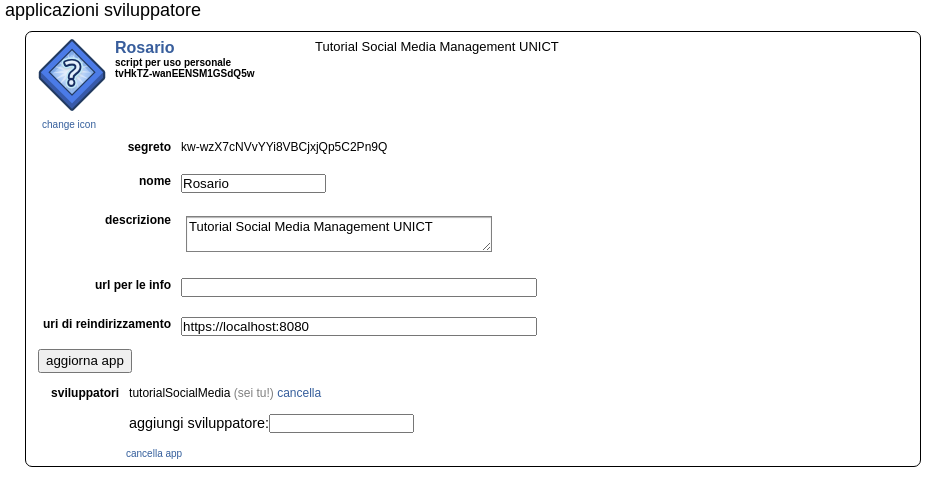 applicazioni sviluppatore
Rosario
Tutorial Social Media Management UNICT
script per uso personale
tvHkTZ-wanEENSM1GSdQ5w
change icon
segreto kw-wzX7cNVvYYi8VBCjxjQp5C2Pn9Q
nome Rosario
descrizione Tutorial Social Media Management UNICT
url per le info
uri di reindirizzamento https://localhost:8080
aggiorna app
sviluppatori tutorialSocialMedia (sei tu!) cancella
aggiungi sviluppatore:
cancella app